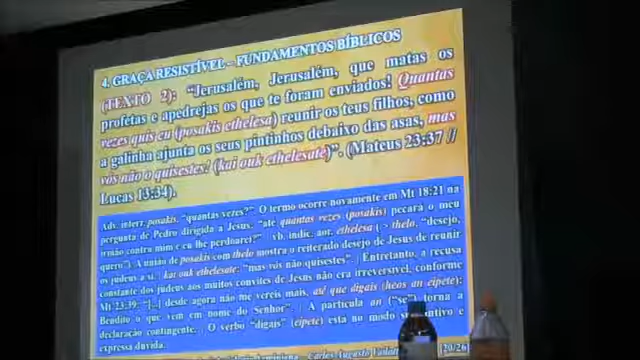 4. GRAÇA RESISTÍVEL - FUNDAMENTOS BÍBLICOS
(TEXTO 2): “Jerusalém, Jerusalém, que matas os
profetas e apedrejas os que te foram enviados! Quantas
vezes quis eu (posakis ethelesa) reunir os teus filhos, como
a galinha ajunta os seus pintinhos debaixo das asas, mas
vós não o quisestes! (kai ouk ethelesate)”. (Mateus 23:37 //
Lucas 13:34).
Adv. interr. posakis, “quantas vezes?” O termo ocorre novamente em Mt 18:21 na
pergunta de Pedro dirigida a Jesus, “até quantas vezes (posakis) pecará o meu
irmão contra mim e eu lhe perdoarei?” vb. indic. aor. ethelesa (> thelo, “desejo,
quero”). A união de posakis com thelo mostra o reiterado desejo de Jesus de reunir
os judeus a si. kai ouk ethelesate: “mas vós não quisestes”. Entretanto, a recusa
constante dos judeus aos muitos convites de Jesus não era irreversível, conforme
Mt 23:39: “[...] desde agora não me vereis mais, até que digais (heos an eipete):
Bendito o que vem em nome do Senhor”. A partícula an (“se”) torna a
declaração contingente. O verbo “digais” (eipete) está no modo e
expressa dúvida.
Carlos Augusto [20/26]